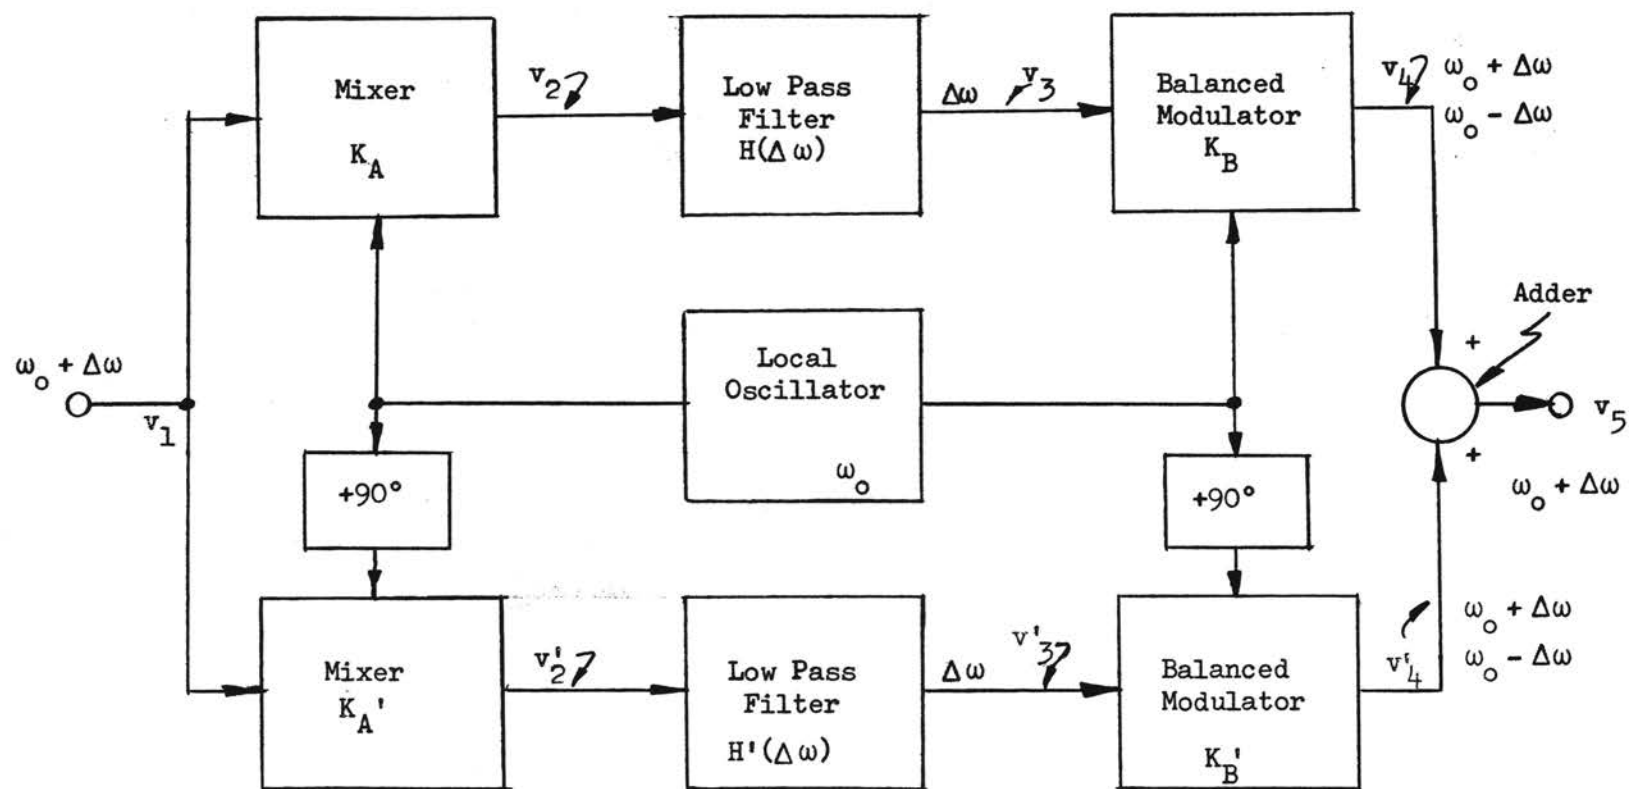 Mixer
K_A
v_2
Low Pass
Filter
H(Δω)
Δω
v_3
Balanced
Modulator
K_B
v_4
ω_o + Δω
ω_o - Δω
Adder
ω_o + Δω
v_1
Local
Oscillator
ω_o
+
+
v_5
ω_o + Δω
+90°
+90°
Mixer
K_A'
v'_2
Low Pass
Filter
H'(Δω)
Δω
v'_3
Balanced
Modulator
K_B'
v'_4
ω_o + Δω
ω_o - Δω